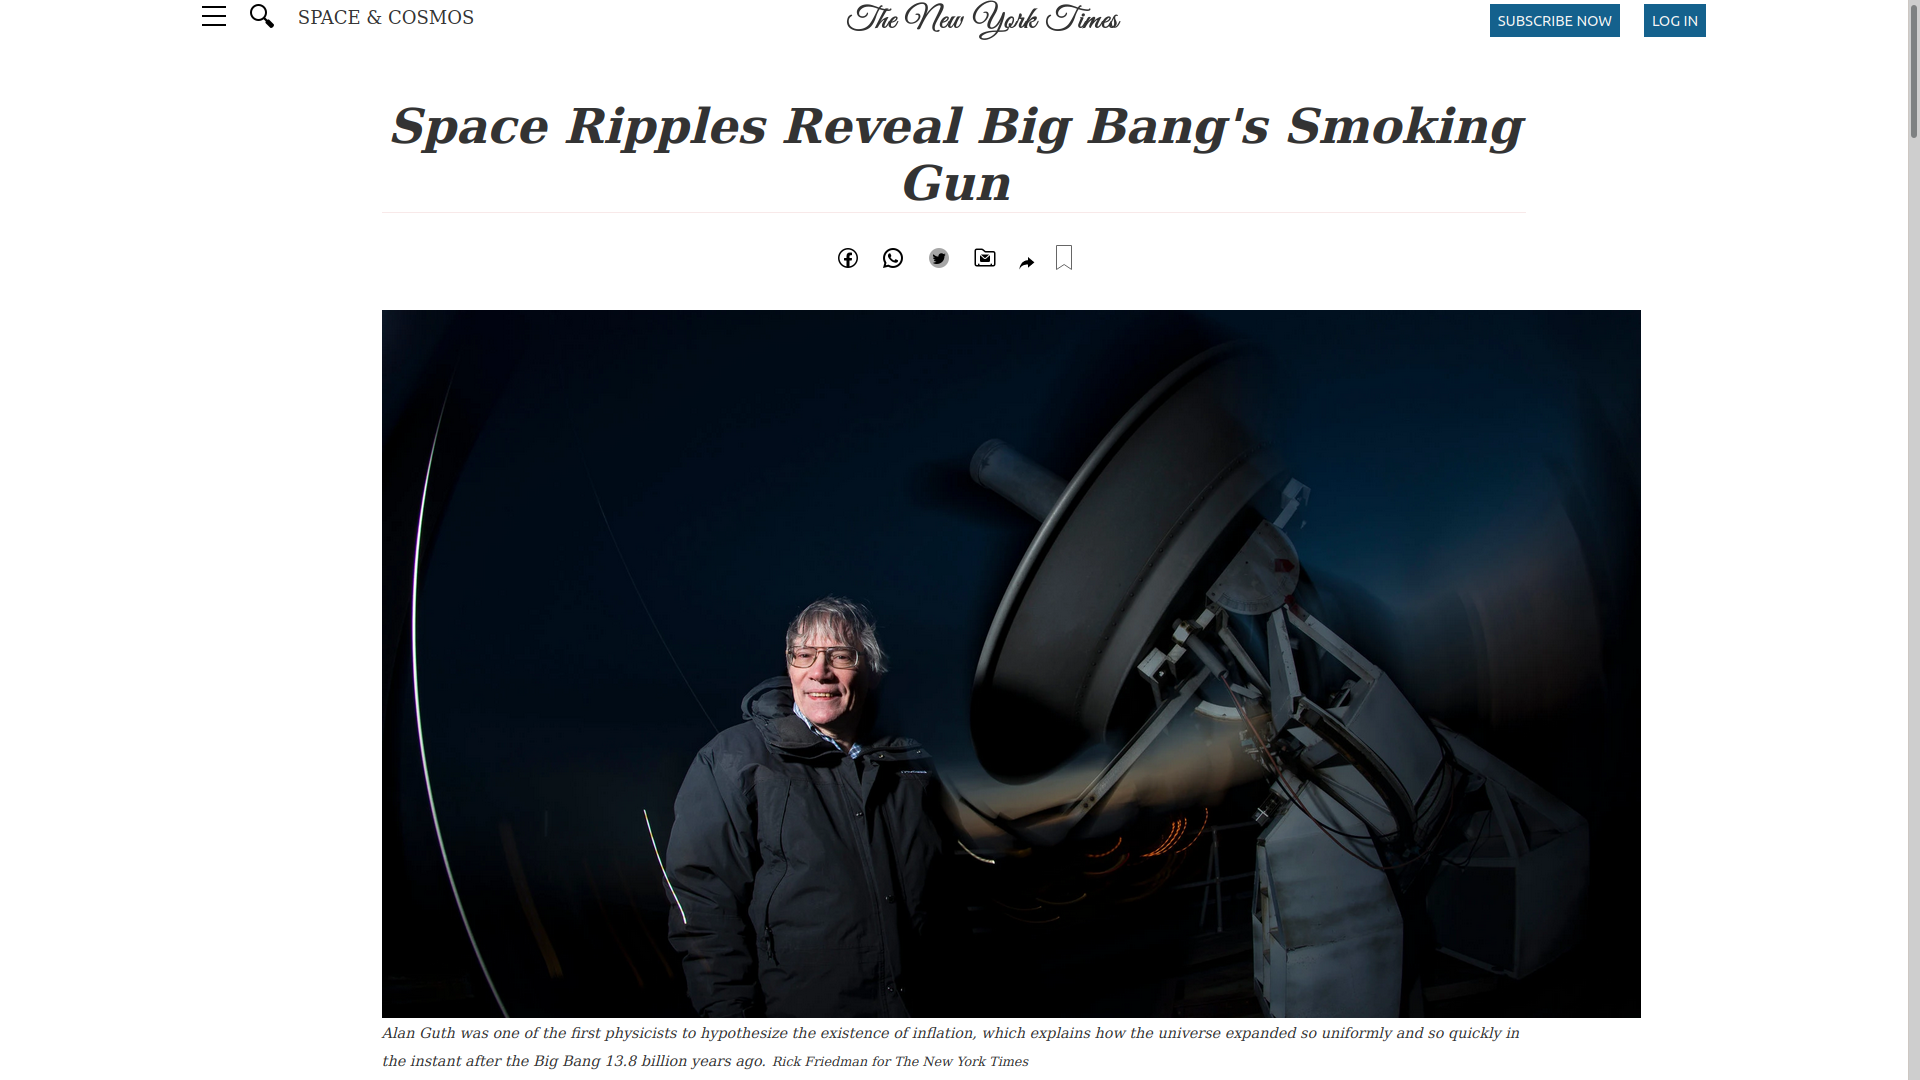 SPACE & COSMOS
The New York Times
SUBSCRIBE NOW
LOG IN
Space Ripples Reveal Big Bang's Smoking
Gun
Alan Guth was one of the first physicists to hypothesize the existence of inflation, which explains how the universe expanded so uniformly and so quickly in
the instant after the Big Bang 13.8 billion years ago. Rick Friedman for The New York Times